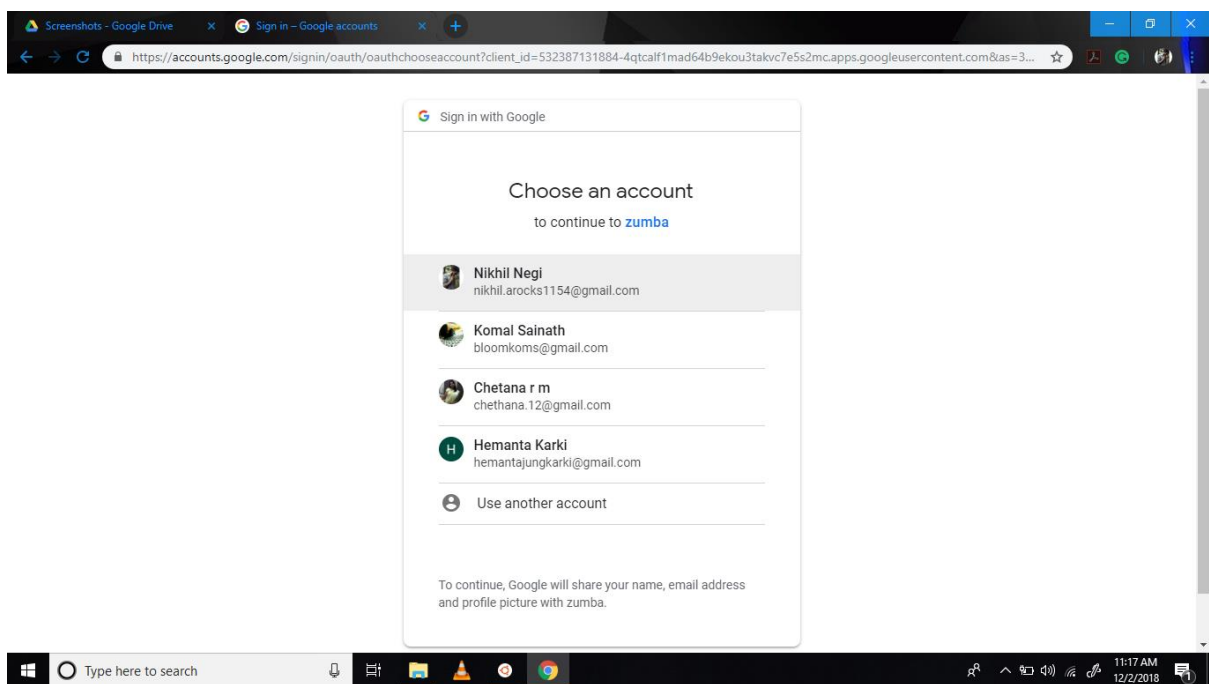 Screenshots - Google Drive
Sign in – Google accounts
https://accounts.google.com/signin/oauth/oauthchooseaccount?client_id=532387131884-4qtcalf1mad64b9ekou3takvc7e5s2mc.apps.googleusercontent.com&as=3...
Sign in with Google
Choose an account
to continue to zumba
Nikhil Negi
nikhil.arocks1154@gmail.com
Komal Sainath
bloomkoms@gmail.com
Chetana r m
chethana.12@gmail.com
H
Hemanta Karki
hemantajungkarki@gmail.com
Use another account
To continue, Google will share your name, email address
and profile picture with zumba.
Type here to search
11:17 AM
12/2/2018
1